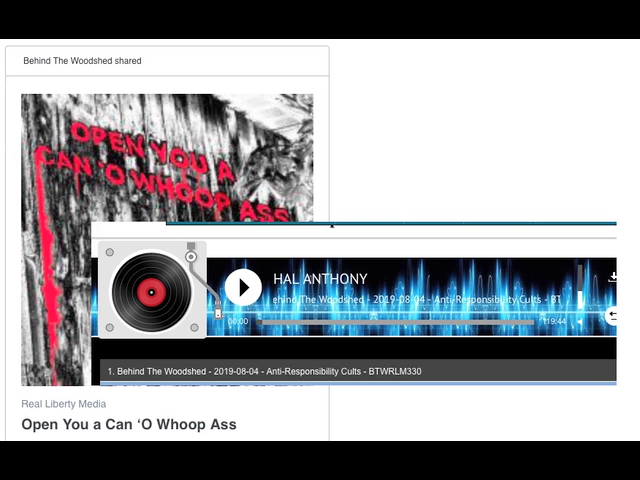 Behind The Woodshed shared
OPEN YOU A
CAN 'O WHOOP ASS
HAL ANTHONY
ehind The Woodshed - 2019-08-04 - Anti-Responsibility Cults - BT
00:00
119:44
1. Behind The Woodshed - 2019-08-04 - Anti-Responsibility Cults - BTWRLM330
Real Liberty Media
Open You a Can ‘O Whoop Ass